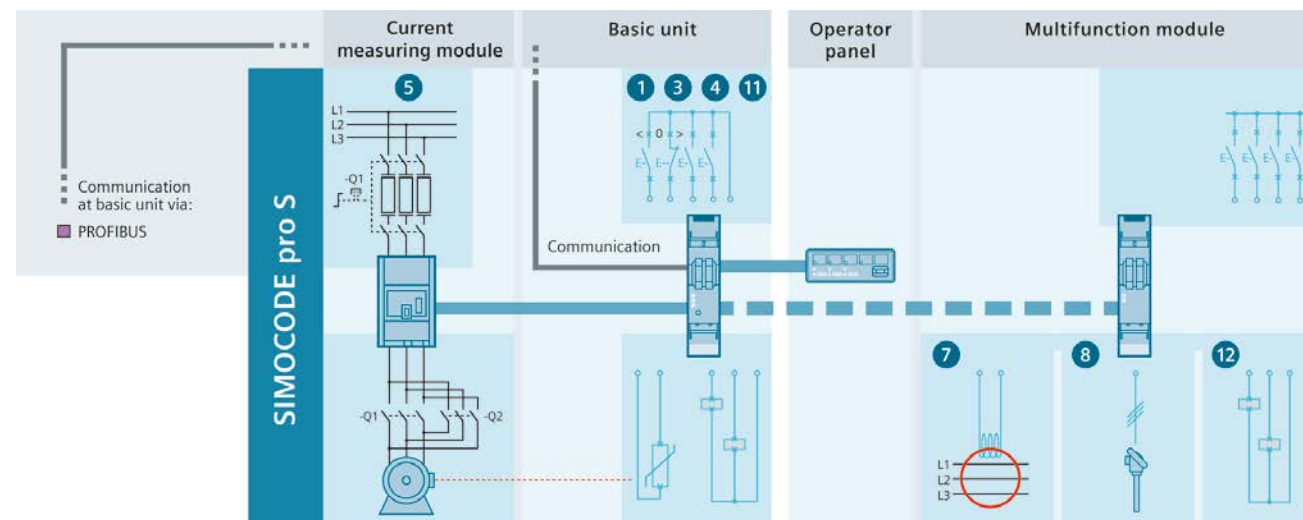 Current
measuring module
Basic unit
Operator
panel
Multifunction module
5
1 3 4 11
L1
L2
L3
< 0 >
E-- E-- E-- E--
E-- E-- E-- E--
-Q1
Communication
at basic unit via:
PROFIBUS
SIMOCODE pro S
Communication
7
8
12
-Q1
-Q2
L1
L2
L3